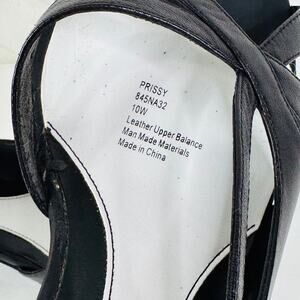 PRISSY
845NA32
10W
Leather Upper Balance
Man Made Materials
Made in China